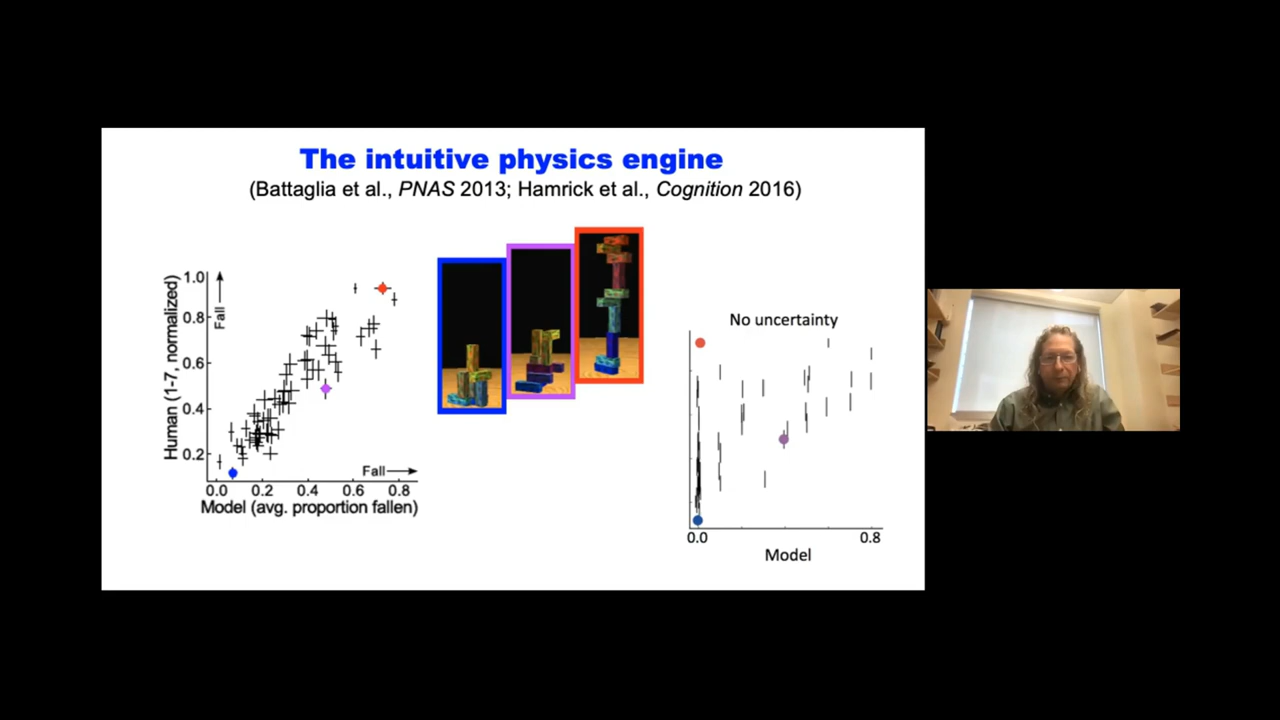 The intuitive physics engine
(Battaglia et al., PNAS 2013; Hamrick et al., Cognition 2016)
Human (1-7, normalized)
1.0
0.8
0.6
0.4
0.2
Fall
Fall
0.0 0.2 0.4 0.6 0.8
Model (avg. proportion fallen)
No uncertainty
0.0 0.8
Model